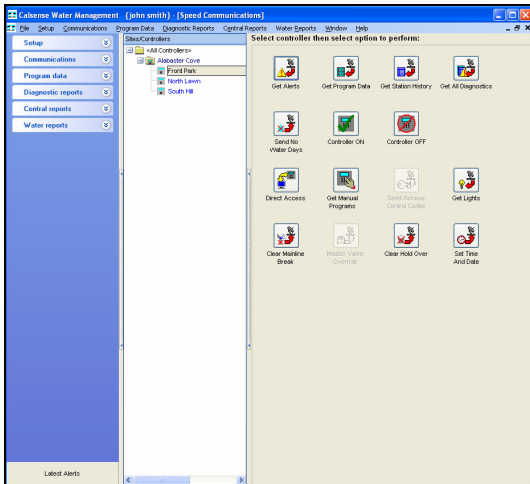 Calsense Water Management {john smith} - [Speed Communications]
File Setup Communications Program data Diagnostic Reports Central Reports Water Reports Window Help
Setup
Communications
Program data
Diagnostic reports
Central reports
Water reports
Latest Alerts
Sites/Controllers
<All Controllers>
Alabaster Cove
Front Park
North Lawn
South Hill
Select controller then select option to perform:
Get Alerts
Get Program Data
Get Station History
Get All Diagnostics
Send No
Water Days
Controller ON
Controller OFF
Direct Access
Get Manual
Programs
Send Access
Control Codes
Get Lights
Clear Mainline
Break
Master Valve
Override
Clear Hold Over
Set Time
And Date